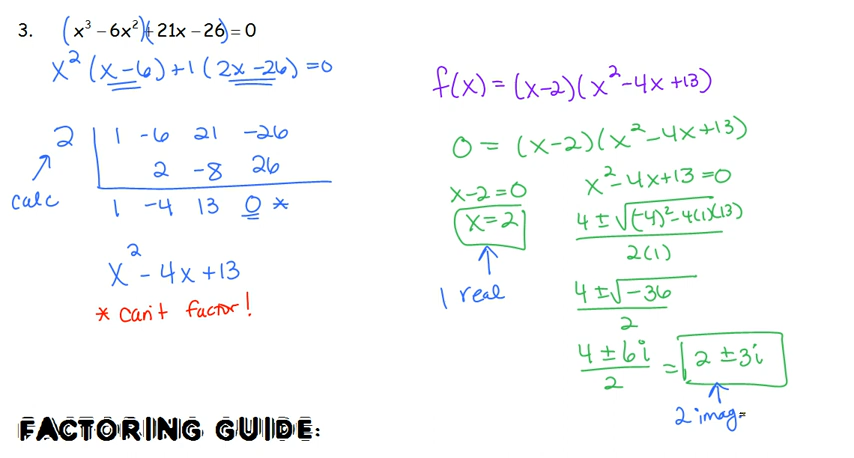 3. (x³ – 6x²)(+ 21x – 26) = 0
x² (x-6) + 1 (2x-26) = 0
2 | 1 -6 21 -26
2 -8 26
calc
1 -4 13 0 *
x² - 4x + 13
* can't factor!
f(x) = (x-2)(x² - 4x + 13)
0 = (x-2)(x² - 4x + 13)
x-2=0
x=2
1 real
x² - 4x + 13 = 0
4 ± √(-4)² - 4(1)(13)
2(1)
4 ± √-36
2
4 ± 6i
2
= 2 ± 3i
2 imag
FACTORING GUIDE: